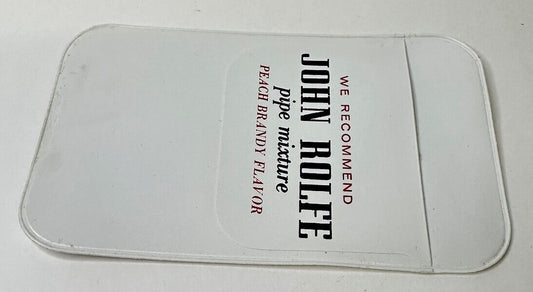 WE RECOMMEND
JOHN ROLFE
pipe mixture
PEACH BRANDY FLAVOR